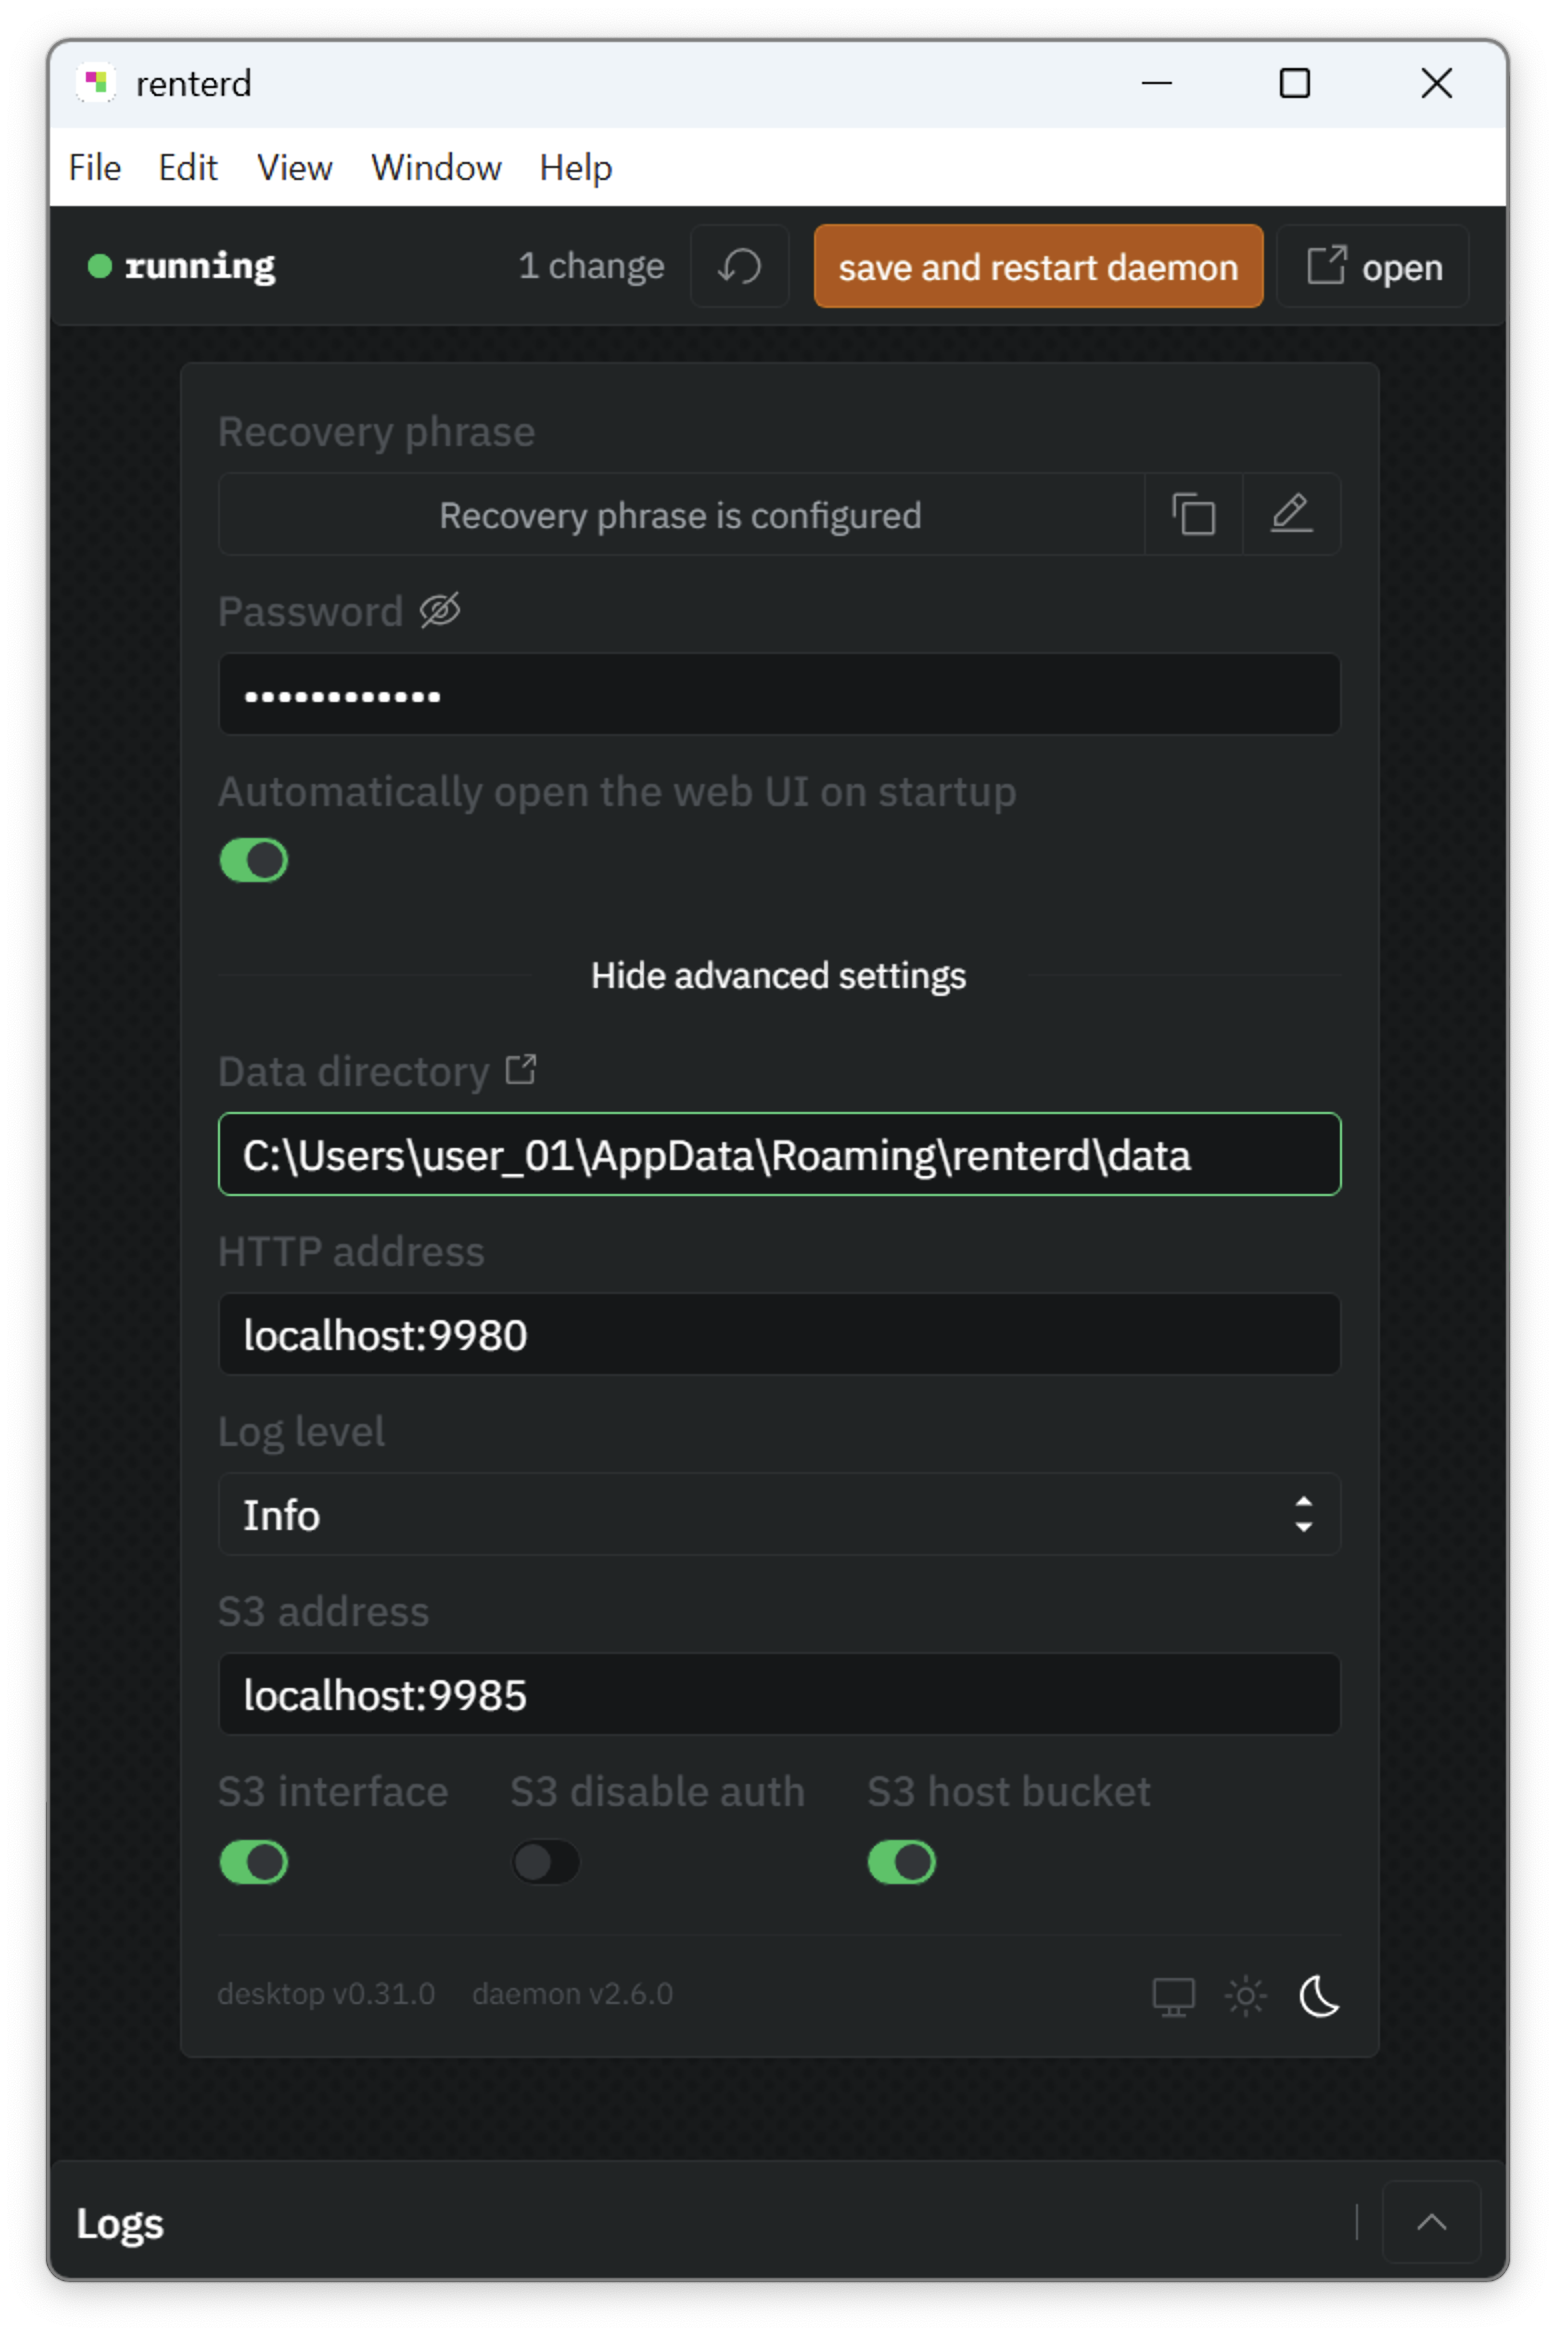 renterd
File Edit View Window Help
running 1 change save and restart daemon open
Recovery phrase
Recovery phrase is configured
Password
••••••••••••
Automatically open the web UI on startup
Hide advanced settings
Data directory
C:\Users\user_01\AppData\Roaming\renterd\data
HTTP address
localhost:9980
Log level
Info
S3 address
localhost:9985
S3 interface S3 disable auth S3 host bucket
desktop v0.31.0 daemon v2.6.0
Logs